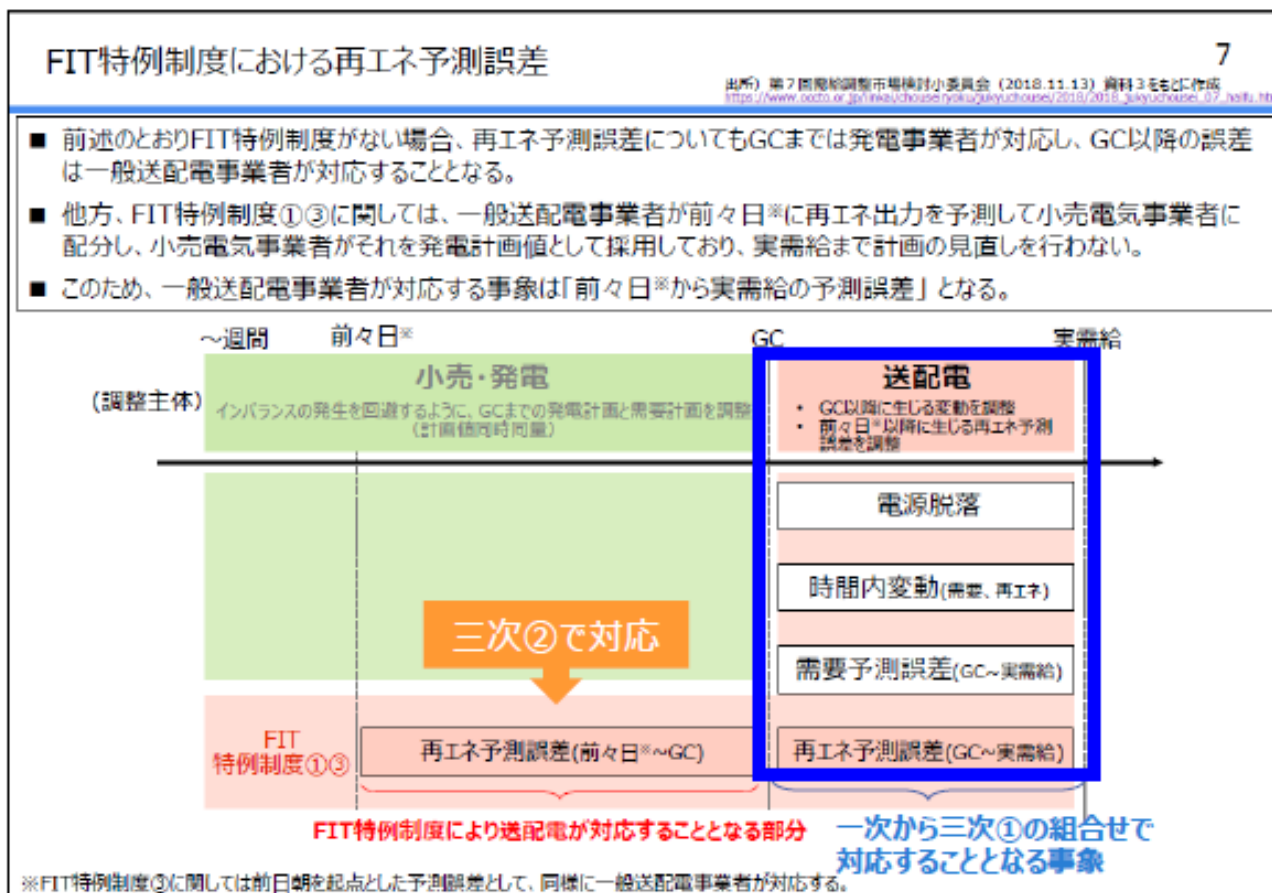 FIT特例制度における再エネ予測誤差
7
出所）第7回需給調整市場検討小委員会（2018.11.13）資料3をもとに作成
https://www.occto.or.jp/iinkai/chouseiryoku/jukyuchousei/2018/2018_jukyuchousei_07_haifu.html
■ 前述のとおりFIT特例制度がない場合、再エネ予測誤差についてもGCまでは発電事業者が対応し、GC以降の誤差
は一般送配電事業者が対応することとなる。
■ 他方、FIT特例制度①③に関しては、一般送配電事業者が前々日※に再エネ出力を予測して小売電気事業者に
配分し、小売電気事業者がそれを発電計画値として採用しており、実需給まで計画の見直しを行わない。
■ このため、一般送配電事業者が対応する事象は「前々日※から実需給の予測誤差」となる。
～週間 前々日※ GC 実需給
(調整主体)
小売・発電
インバランスの発生を回避するように、GCまでの発電計画と需要計画を調整
（計画値同時同量）
送配電
• GC以降に生じる変動を調整
• 前々日※以降に生じる再エネ予測
誤差を調整
電源脱落
時間内変動(需要、再エネ)
三次②で対応
需要予測誤差(GC~実需給)
FIT
特例制度①③
再エネ予測誤差(前々日※~GC)
再エネ予測誤差(GC~実需給)
FIT特例制度により送配電が対応することとなる部分
一次から三次①の組合せで
対応することとなる事象
※FIT特例制度③に関しては前日朝を起点とした予測誤差として、同様に一般送配電事業者が対応する。